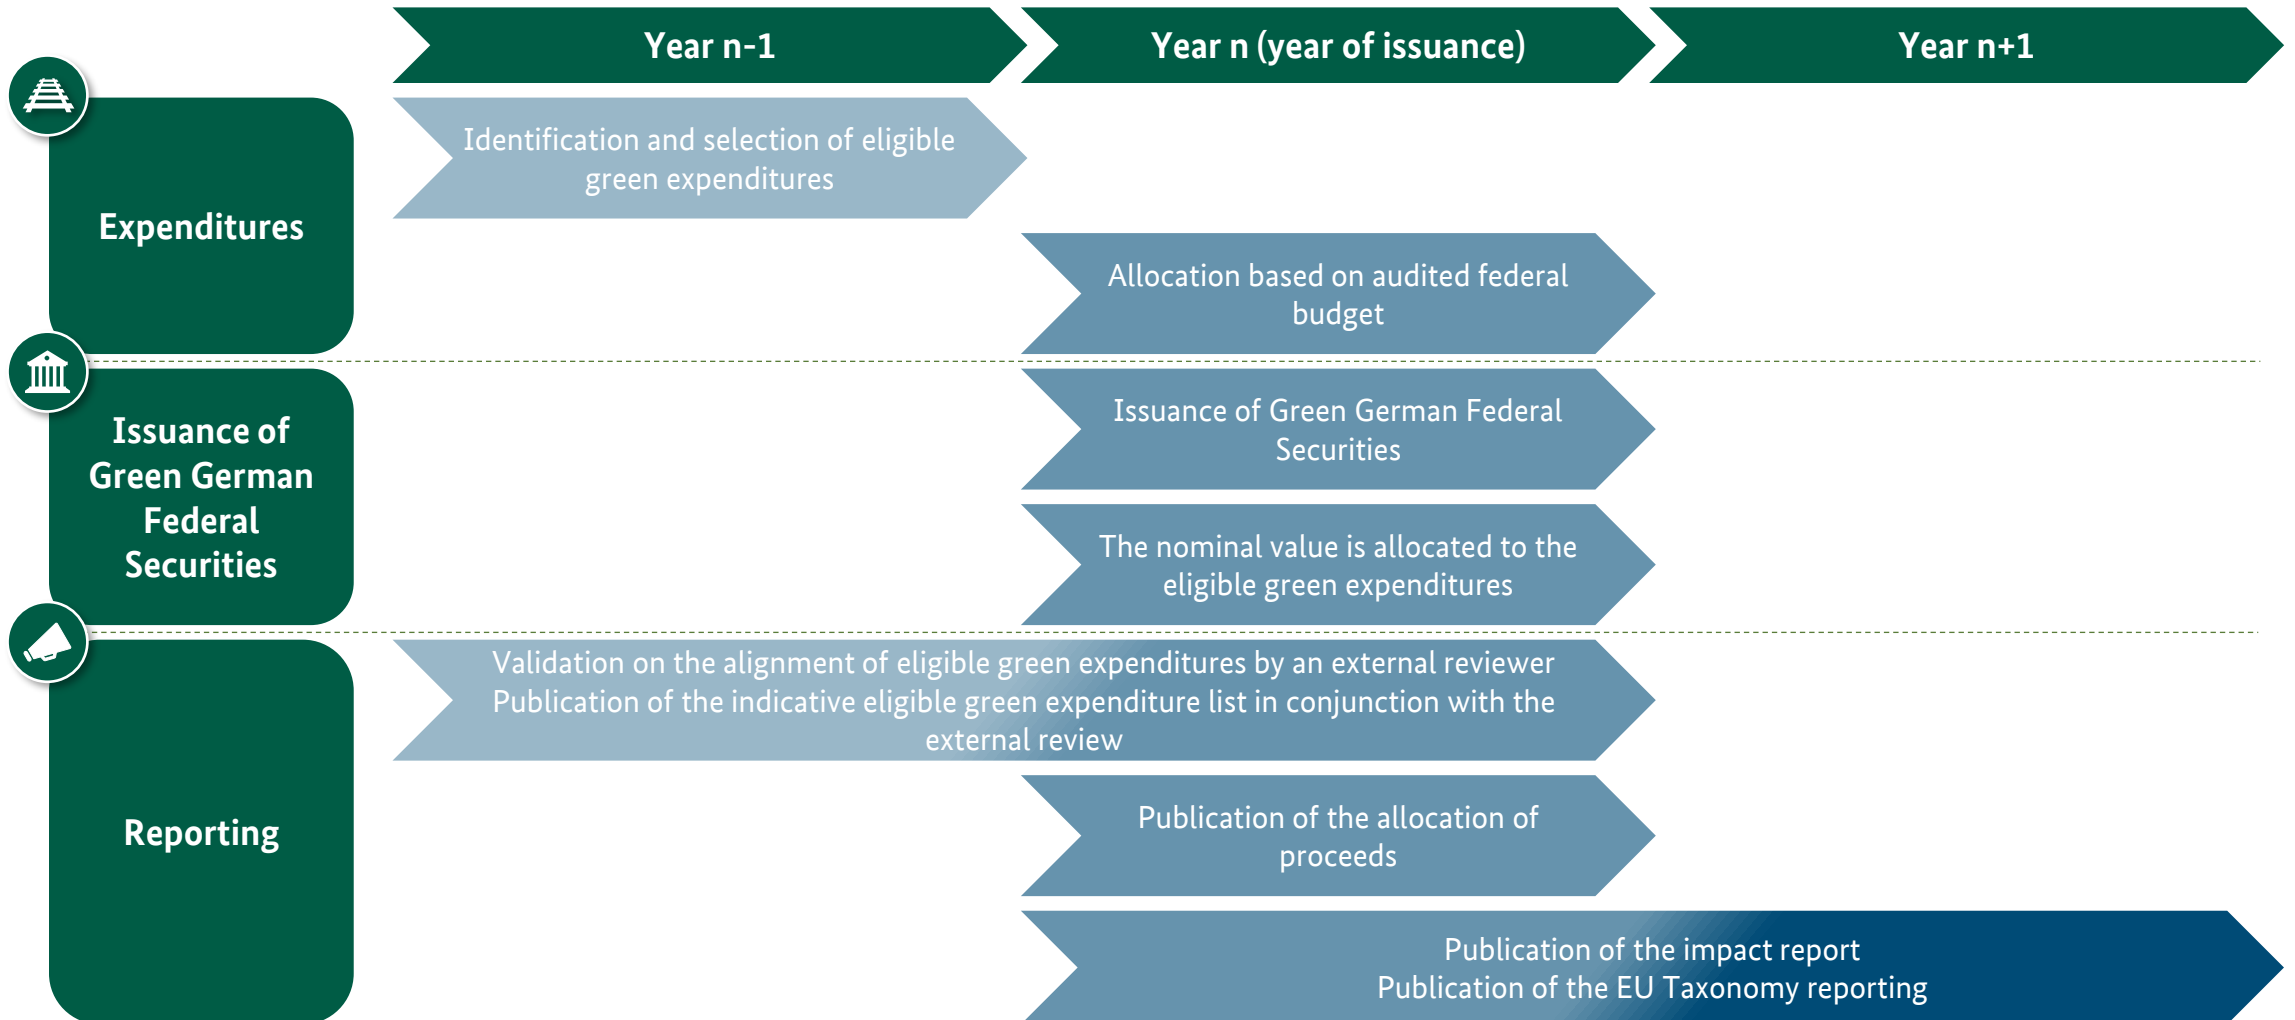 Year n-1
Year n (year of issuance)
Year n+1
Expenditures
Identification and selection of eligible
green expenditures
Allocation based on audited federal
budget
Issuance of
Green German
Federal
Securities
Issuance of Green German Federal
Securities
The nominal value is allocated to the
eligible green expenditures
Reporting
Validation on the alignment of eligible green expenditures by an external reviewer
Publication of the indicative eligible green expenditure list in conjunction with the
external review
Publication of the allocation of
proceeds
Publication of the impact report
Publication of the EU Taxonomy reporting